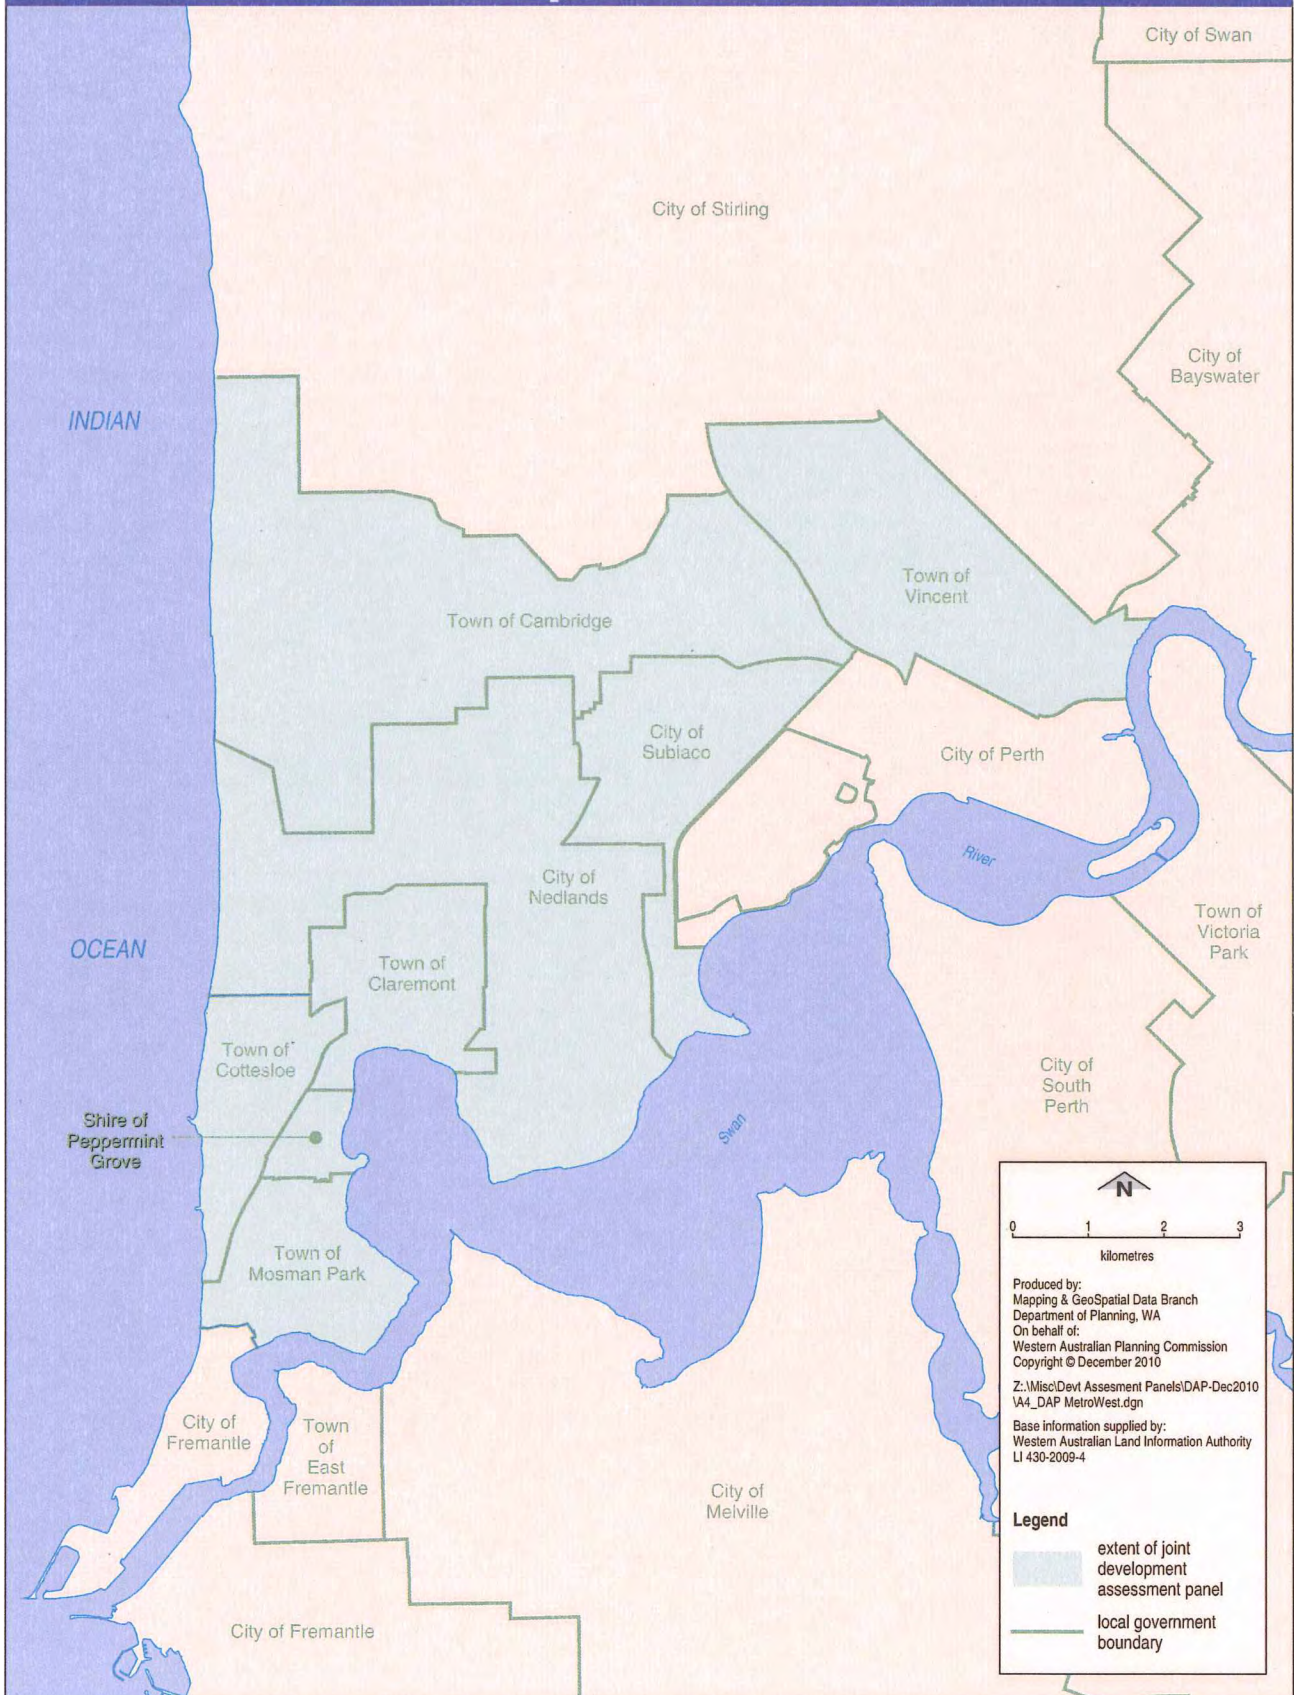 City of Swan
City of Stirling
City of
Bayswater
INDIAN
Town of
Vincent
Town of Cambridge
City of
Subiaco
City of Perth
River
City of
Nedlands
Town of
Victoria
Park
OCEAN
Town of
Claremont
Town of
Cottesloe
City of
South
Perth
Shire of
Peppermint
Grove
Swan
Town of
Mosman Park
City of
Fremantle
Town
of
East
Fremantle
City of
Melville
City of Fremantle
N
0 1 2 3
kilometres
Produced by:
Mapping & GeoSpatial Data Branch
Department of Planning, WA
On behalf of:
Western Australian Planning Commission
Copyright © December 2010
Z:.\Misc\Devt Assesment Panels\DAP-Dec2010
\A4_DAP MetroWest.dgn
Base information supplied by:
Western Australian Land Information Authority
LI 430-2009-4
Legend
extent of joint
development
assessment panel
local government
boundary